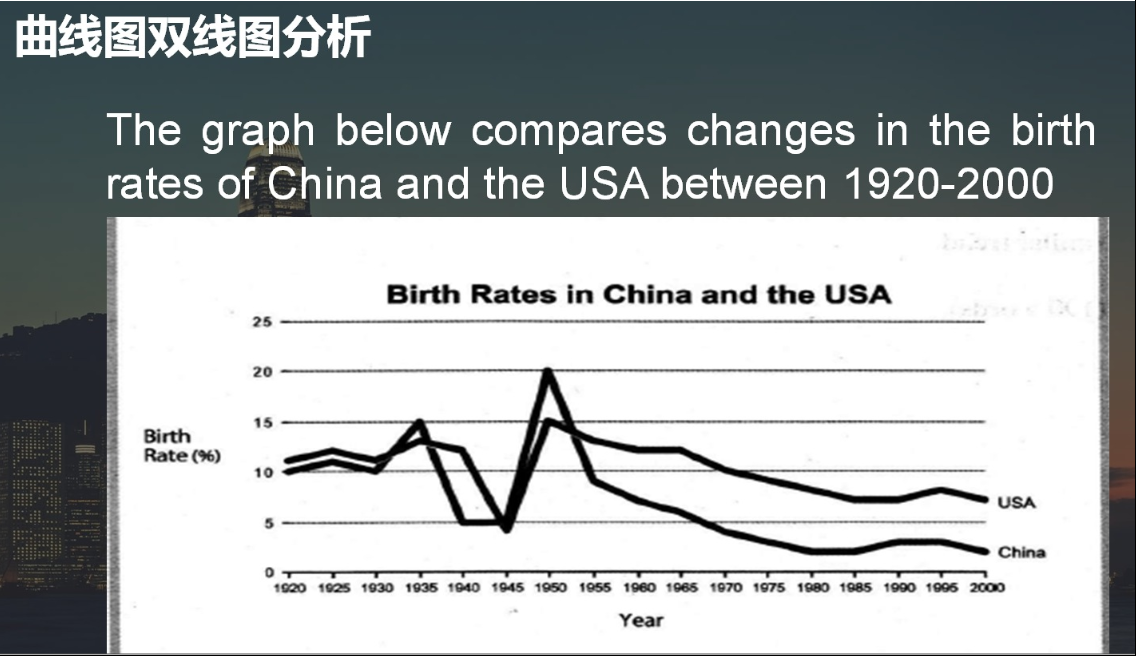 曲线图双线图分析
The graph below compares changes in the birth
rates of China and the USA between 1920-2000
Birth Rates in China and the USA
25
20
15
10
5
0
Birth
Rate (%)
USA
China
1920 1925 1930 1935 1940 1945 1950 1955 1960 1965 1970 1975 1980 1985 1990 1995 2000
Year